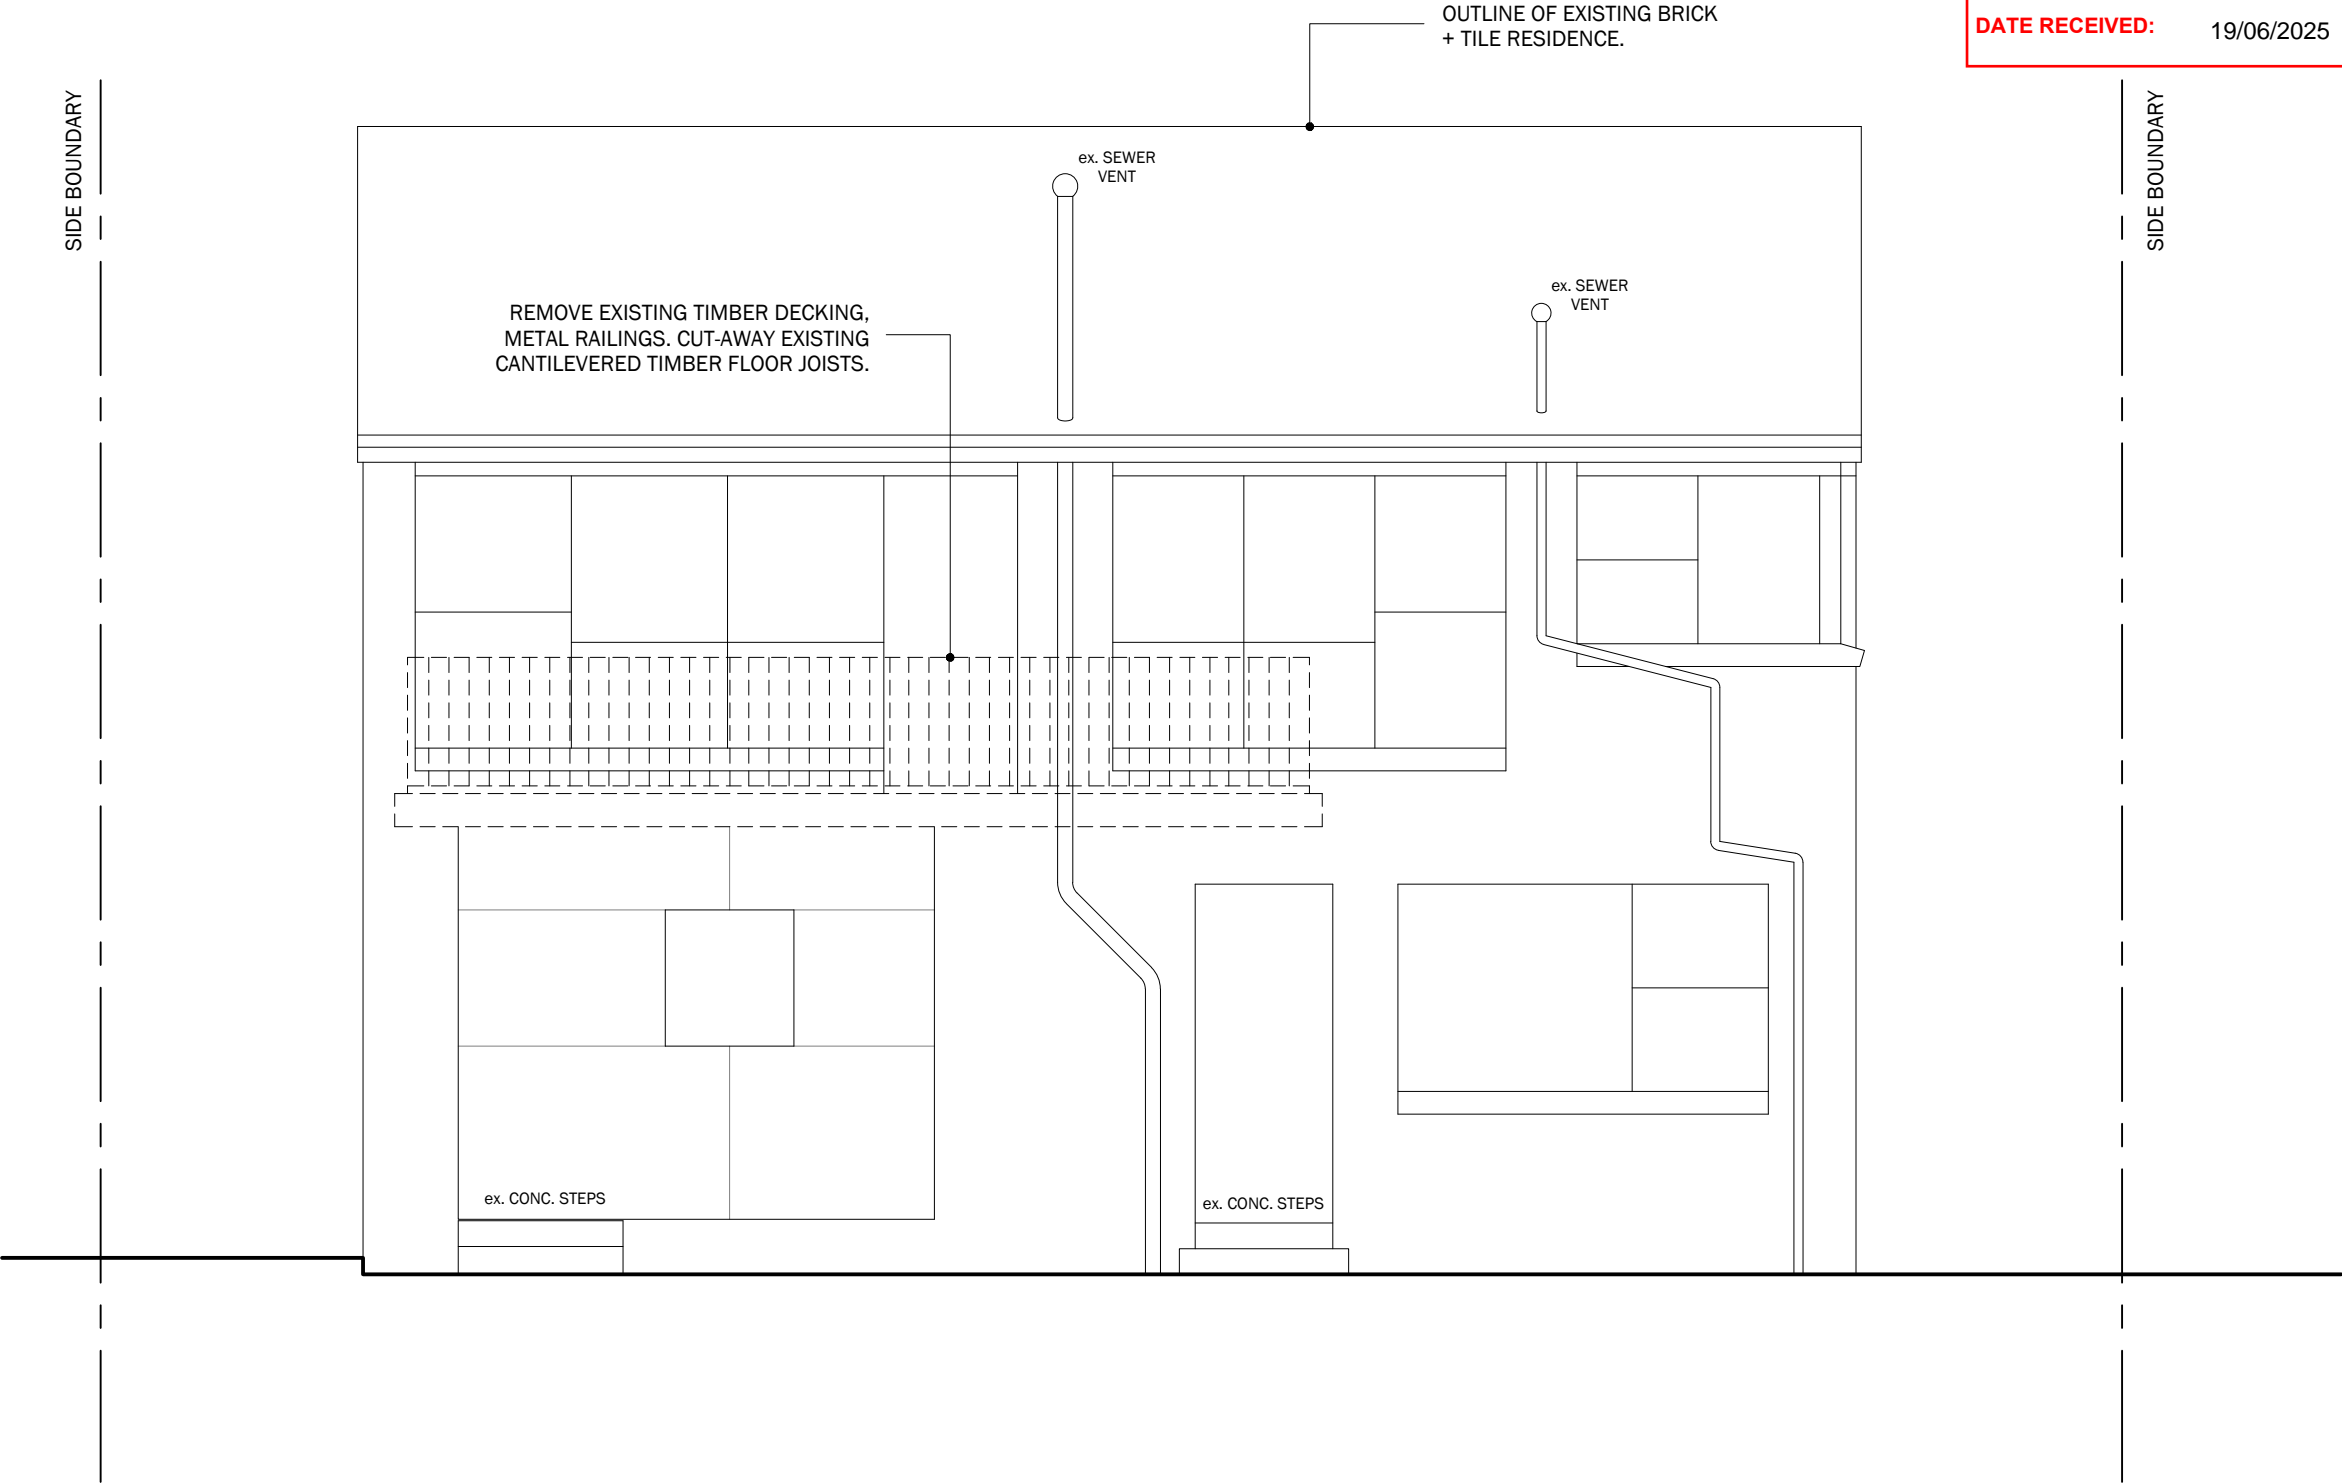 OUTLINE OF EXISTING BRICK
+ TILE RESIDENCE.
DATE RECEIVED: 19/06/2025
SIDE BOUNDARY
SIDE BOUNDARY
ex. SEWER
VENT
ex. SEWER
VENT
REMOVE EXISTING TIMBER DECKING,
METAL RAILINGS. CUT-AWAY EXISTING
CANTILEVERED TIMBER FLOOR JOISTS.
ex. CONC. STEPS
ex. CONC. STEPS